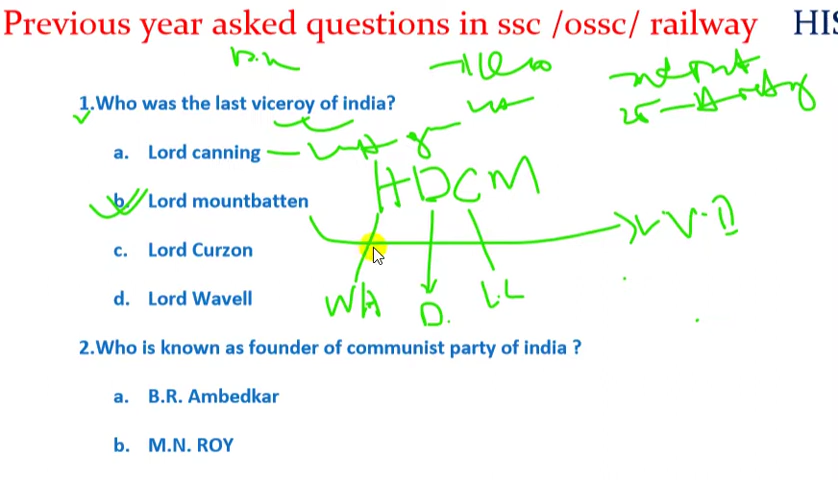 Previous year asked questions in ssc /ossc/ railway HIS
1.Who was the last viceroy of india?
a. Lord canning
HDCM
b. Lord mountbatten
V-D
c. Lord Curzon
d. Lord Wavell
WH D. L.L
2.Who is known as founder of communist party of india ?
a. B.R. Ambedkar
b. M.N. ROY